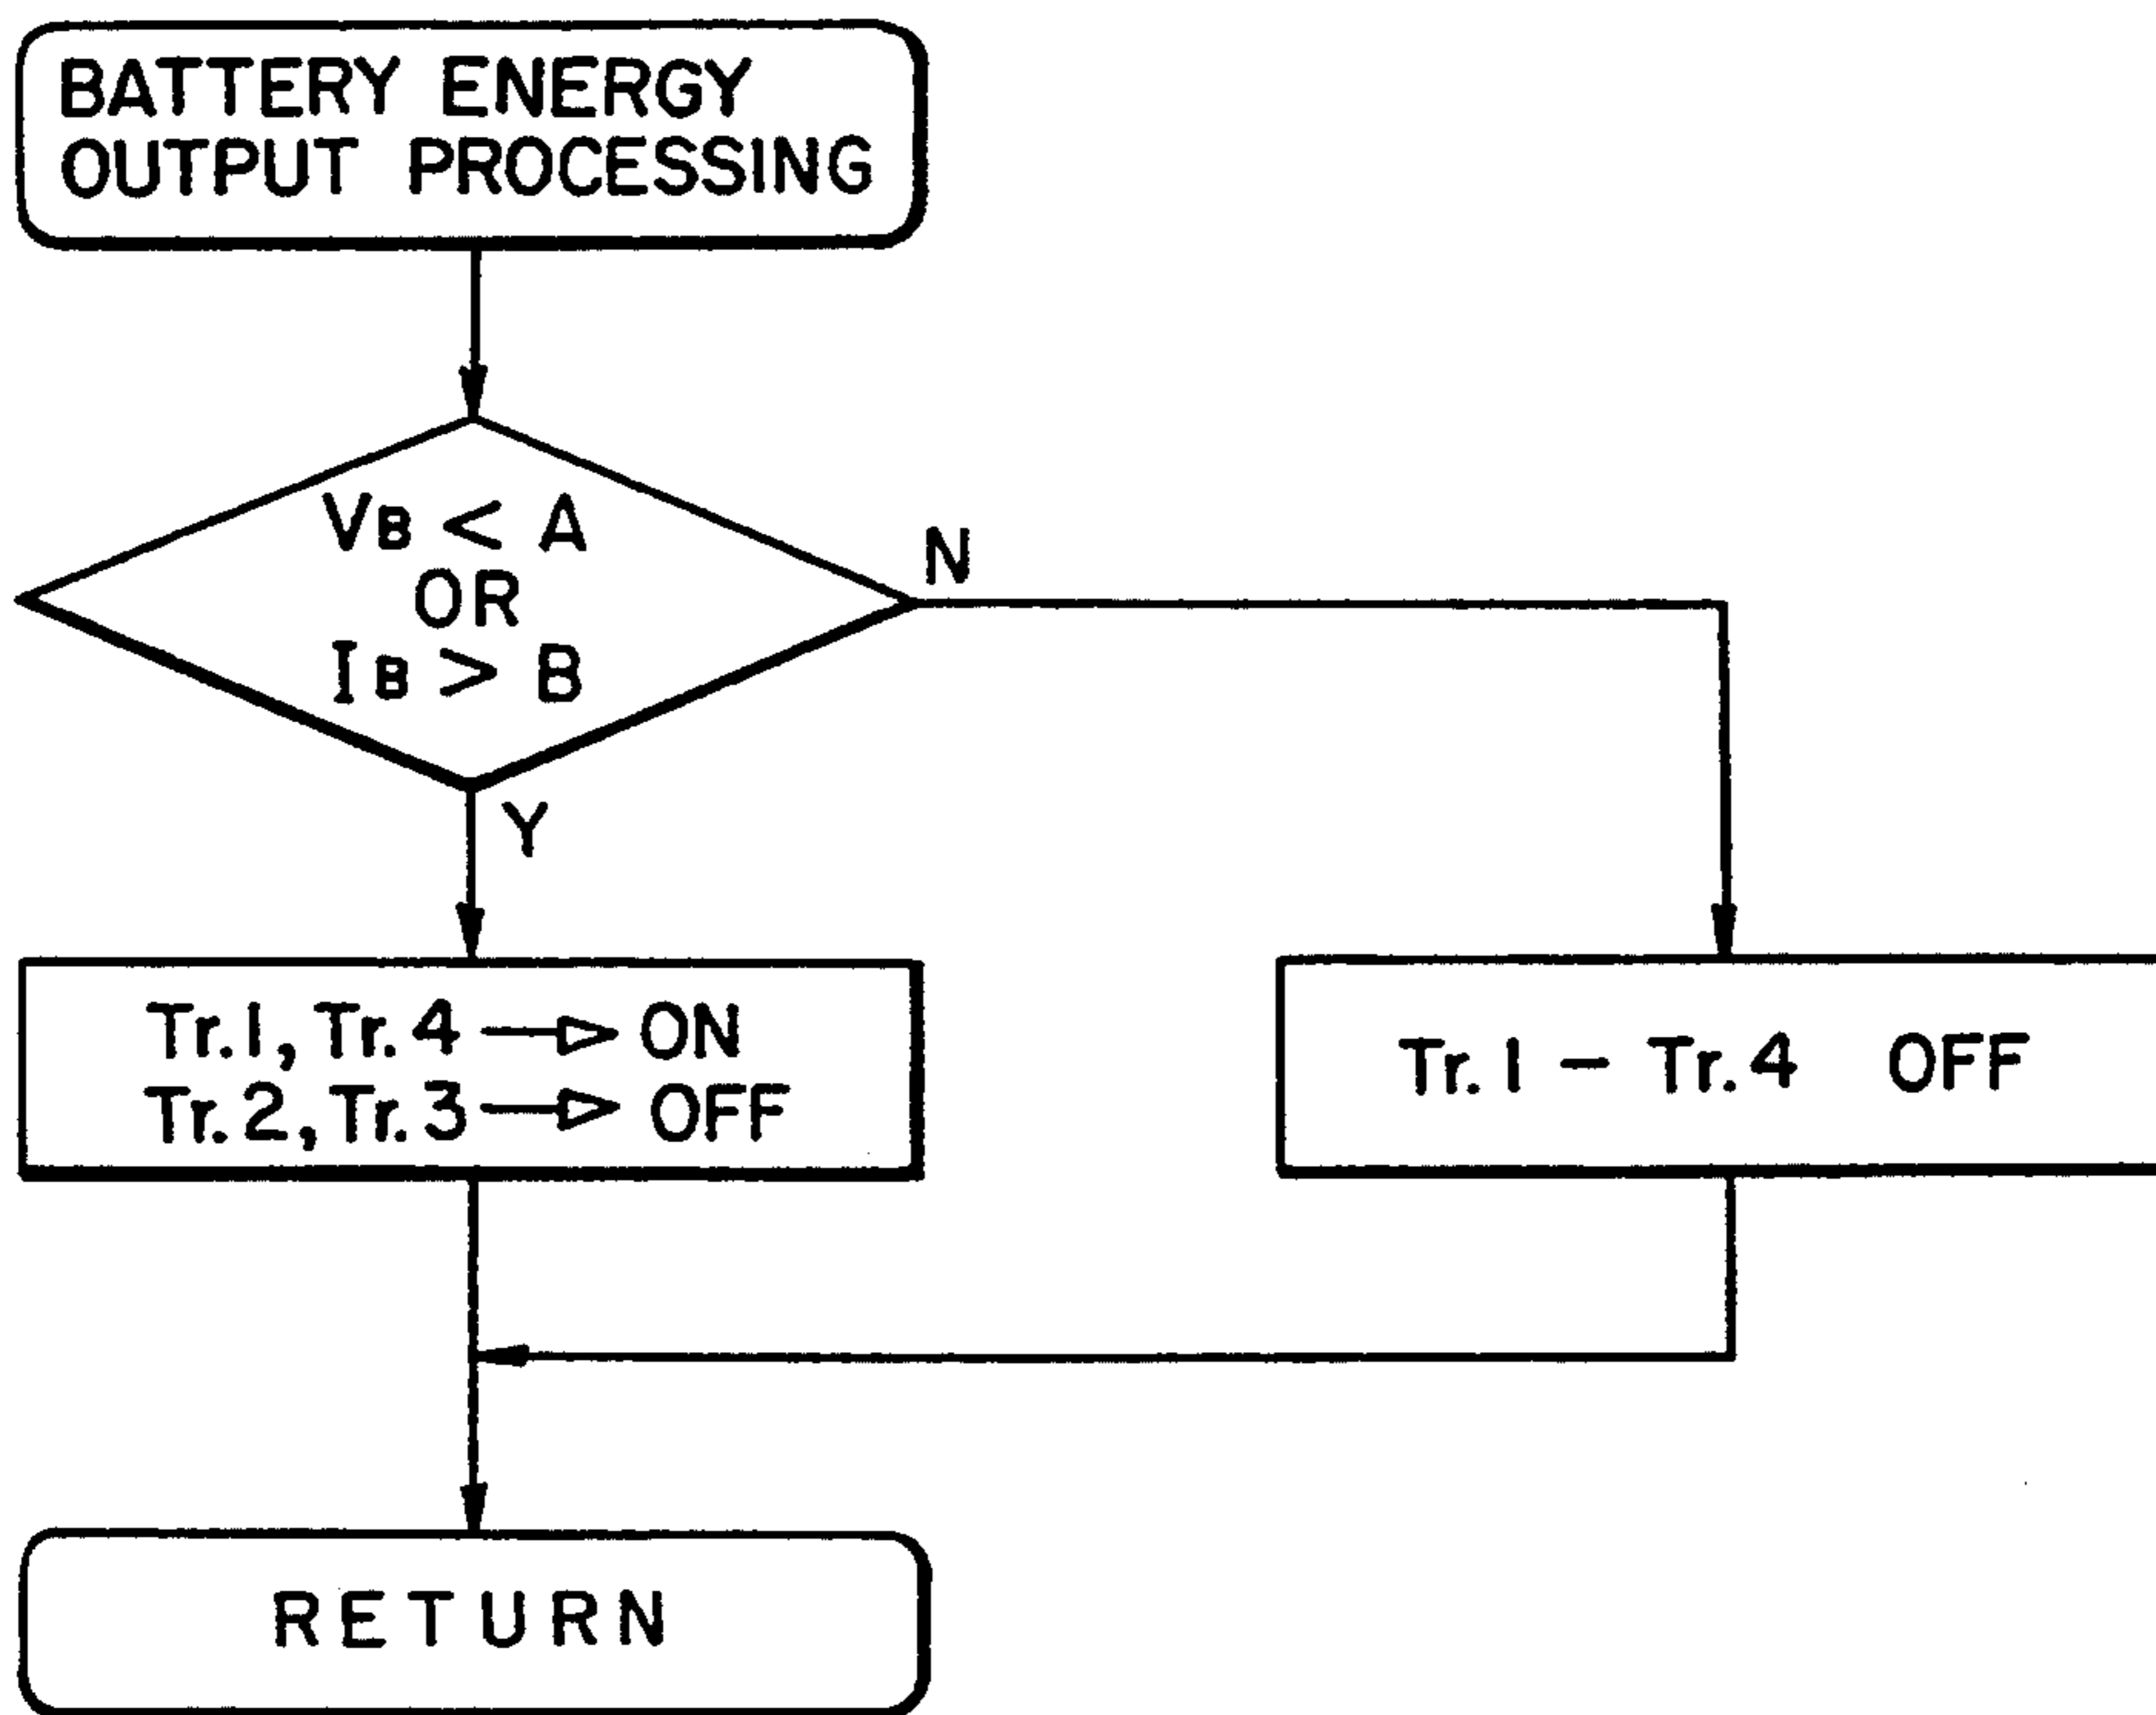 BATTERY ENERGY
OUTPUT PROCESSING
VB < A
OR
IB > B
N
Y
Tr.1, Tr.4 → ON
Tr.2, Tr.3 → OFF
Tr.1 - Tr.4 OFF
RETURN